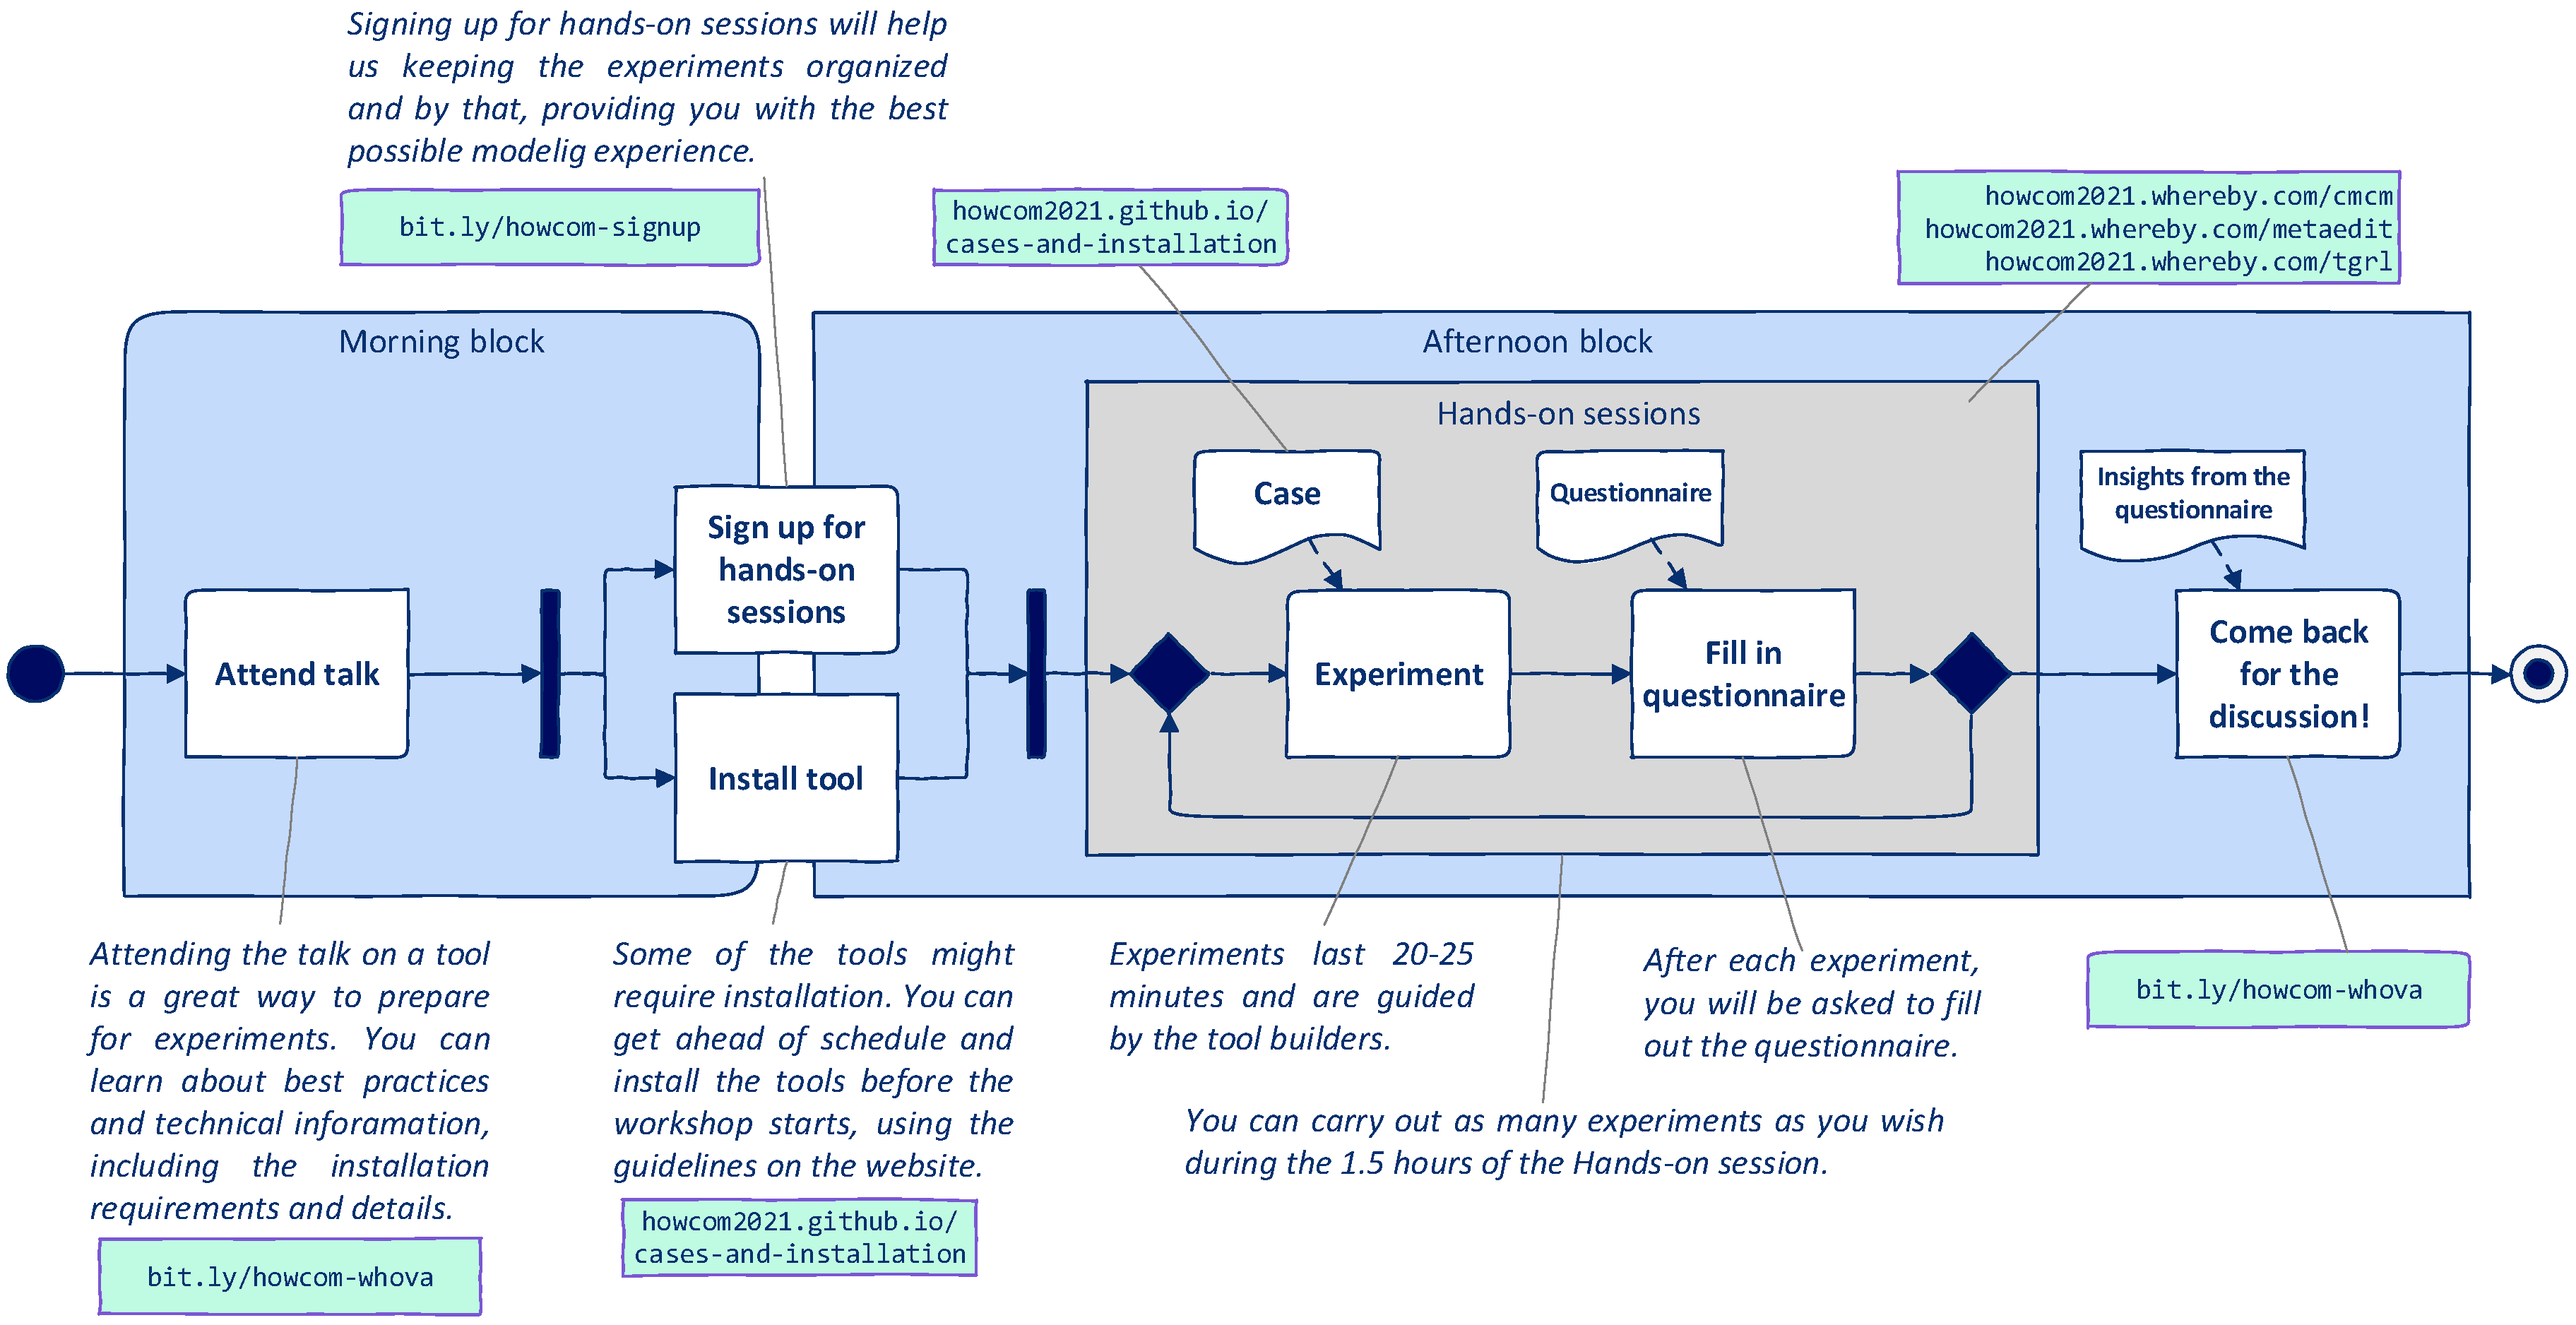 Signing up for hands-on sessions will help
us keeping the experiments organized
and by that, providing you with the best
possible modelig experience.
bit.ly/howcom-signup
howcom2021.github.io/
cases-and-installation
howcom2021.whereby.com/cmcm
howcom2021.whereby.com/metaedit
howcom2021.whereby.com/tgrl
Morning block
Afternoon block
Hands-on sessions
Attend talk
Sign up for
hands-on
sessions
Install tool
Case
Experiment
Questionnaire
Fill in
questionnaire
Insights from the
questionnaire
Come back
for the
discussion!
Attending the talk on a tool
is a great way to prepare
for experiments. You can
learn about best practices
and technical inforamation,
including the installation
requirements and details.
bit.ly/howcom-whova
Some of the tools might
require installation. You can
get ahead of schedule and
install the tools before the
workshop starts, using the
guidelines on the website.
howcom2021.github.io/
cases-and-installation
Experiments last 20-25
minutes and are guided
by the tool builders.
You can carry out as many experiments as you wish
during the 1.5 hours of the Hands-on session.
After each experiment,
you will be asked to fill
out the questionnaire.
bit.ly/howcom-whova